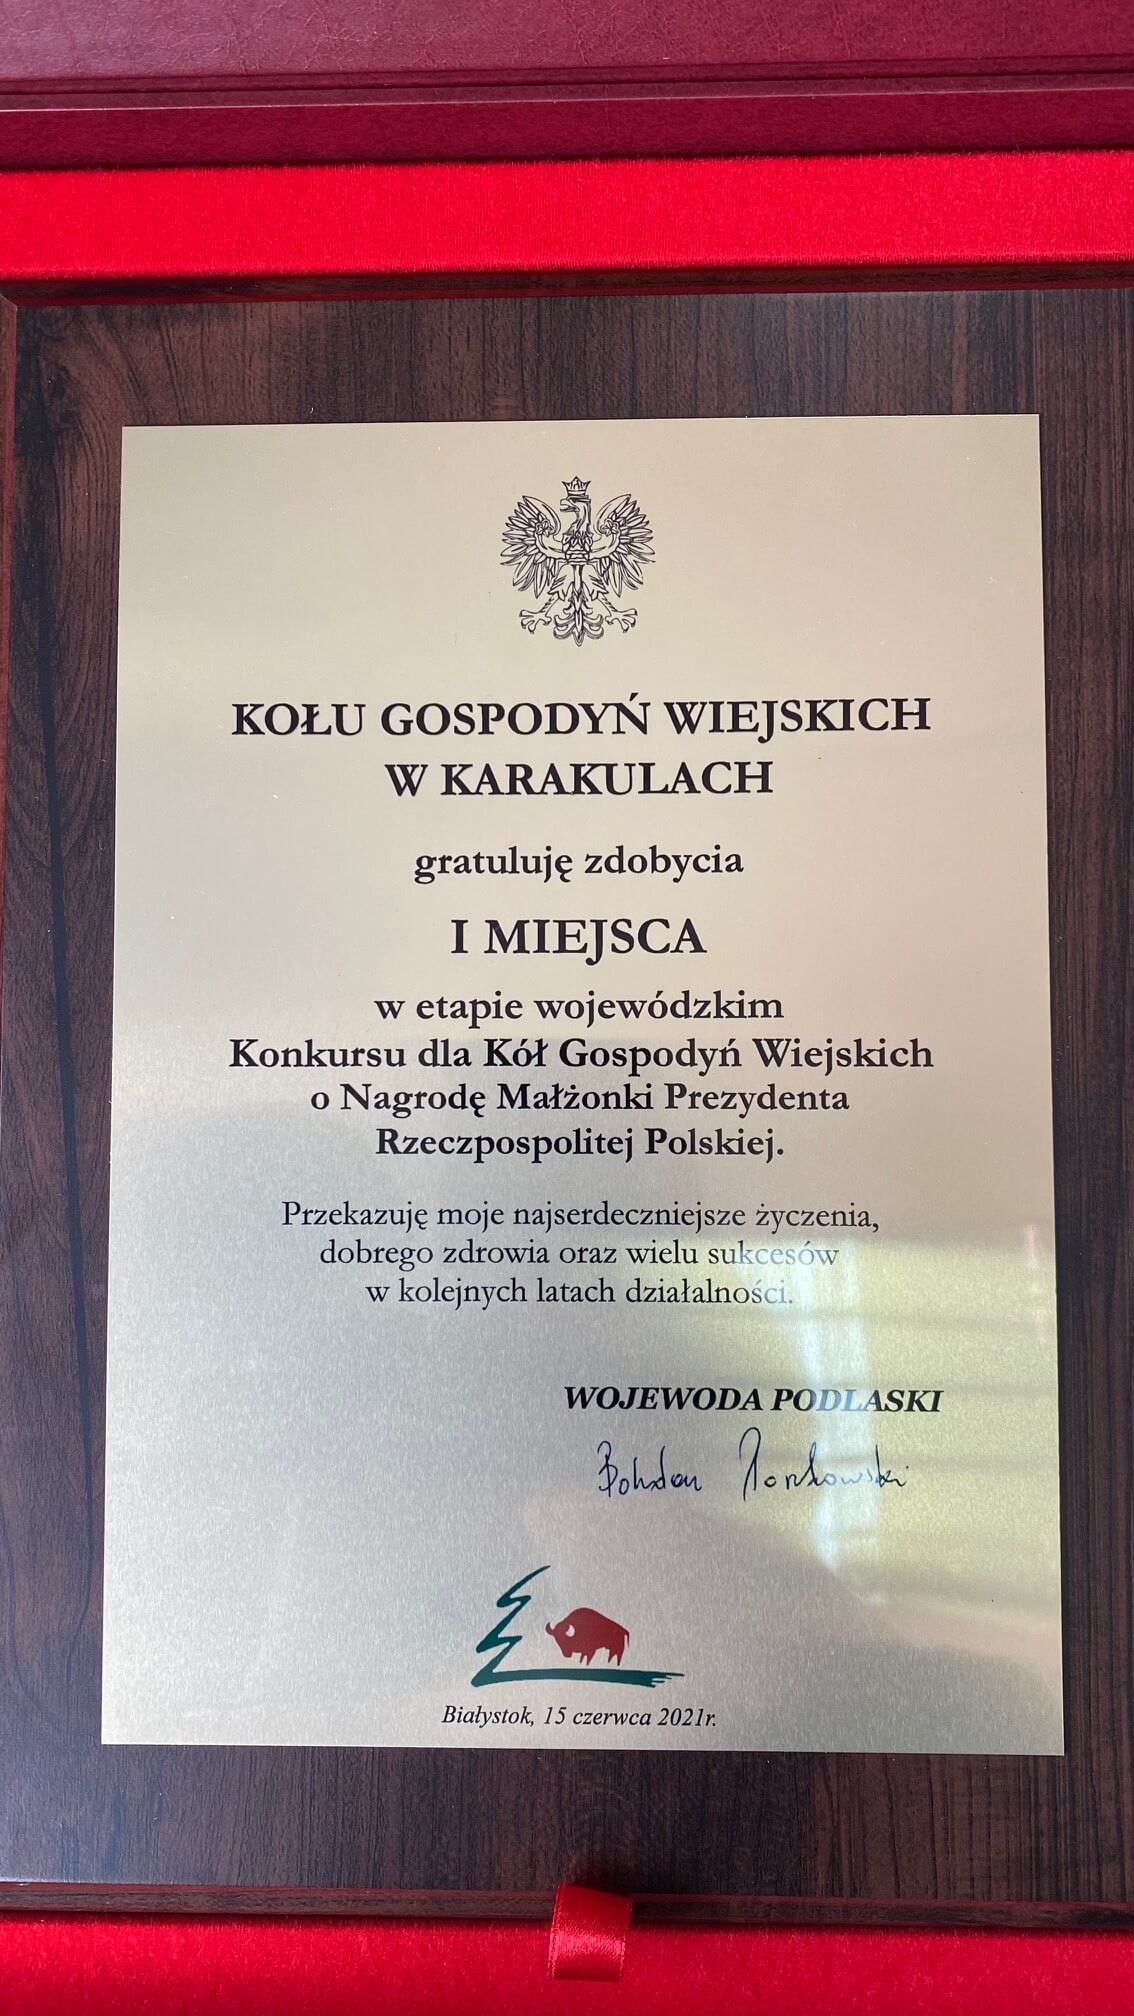 KOŁU GOSPODYŃ WIEJSKICH
W KARAKULACH
gratuluję zdobycia
I MIEJSCA
w etapie wojewódzkim
Konkursu dla Kół Gospodyń Wiejskich
o Nagrodę Małżonki Prezydenta
Rzeczpospolitej Polskiej.
Przekazuję moje najserdeczniejsze życzenia,
dobrego zdrowia oraz wielu sukcesów
w kolejnych latach działalności.
WOJEWODA PODLASKI
Bohdan Paszkowski
Białystok, 15 czerwca 2021r.